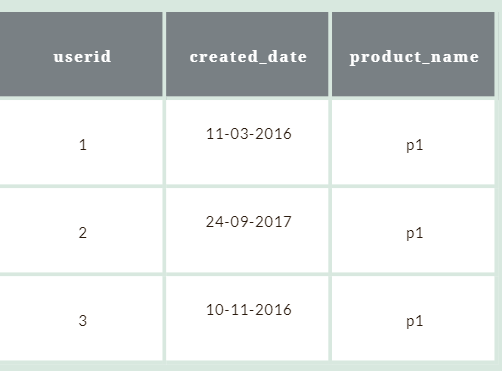 userid created_date product_name
1 11-03-2016 p1
2 24-09-2017 p1
3 10-11-2016 p1